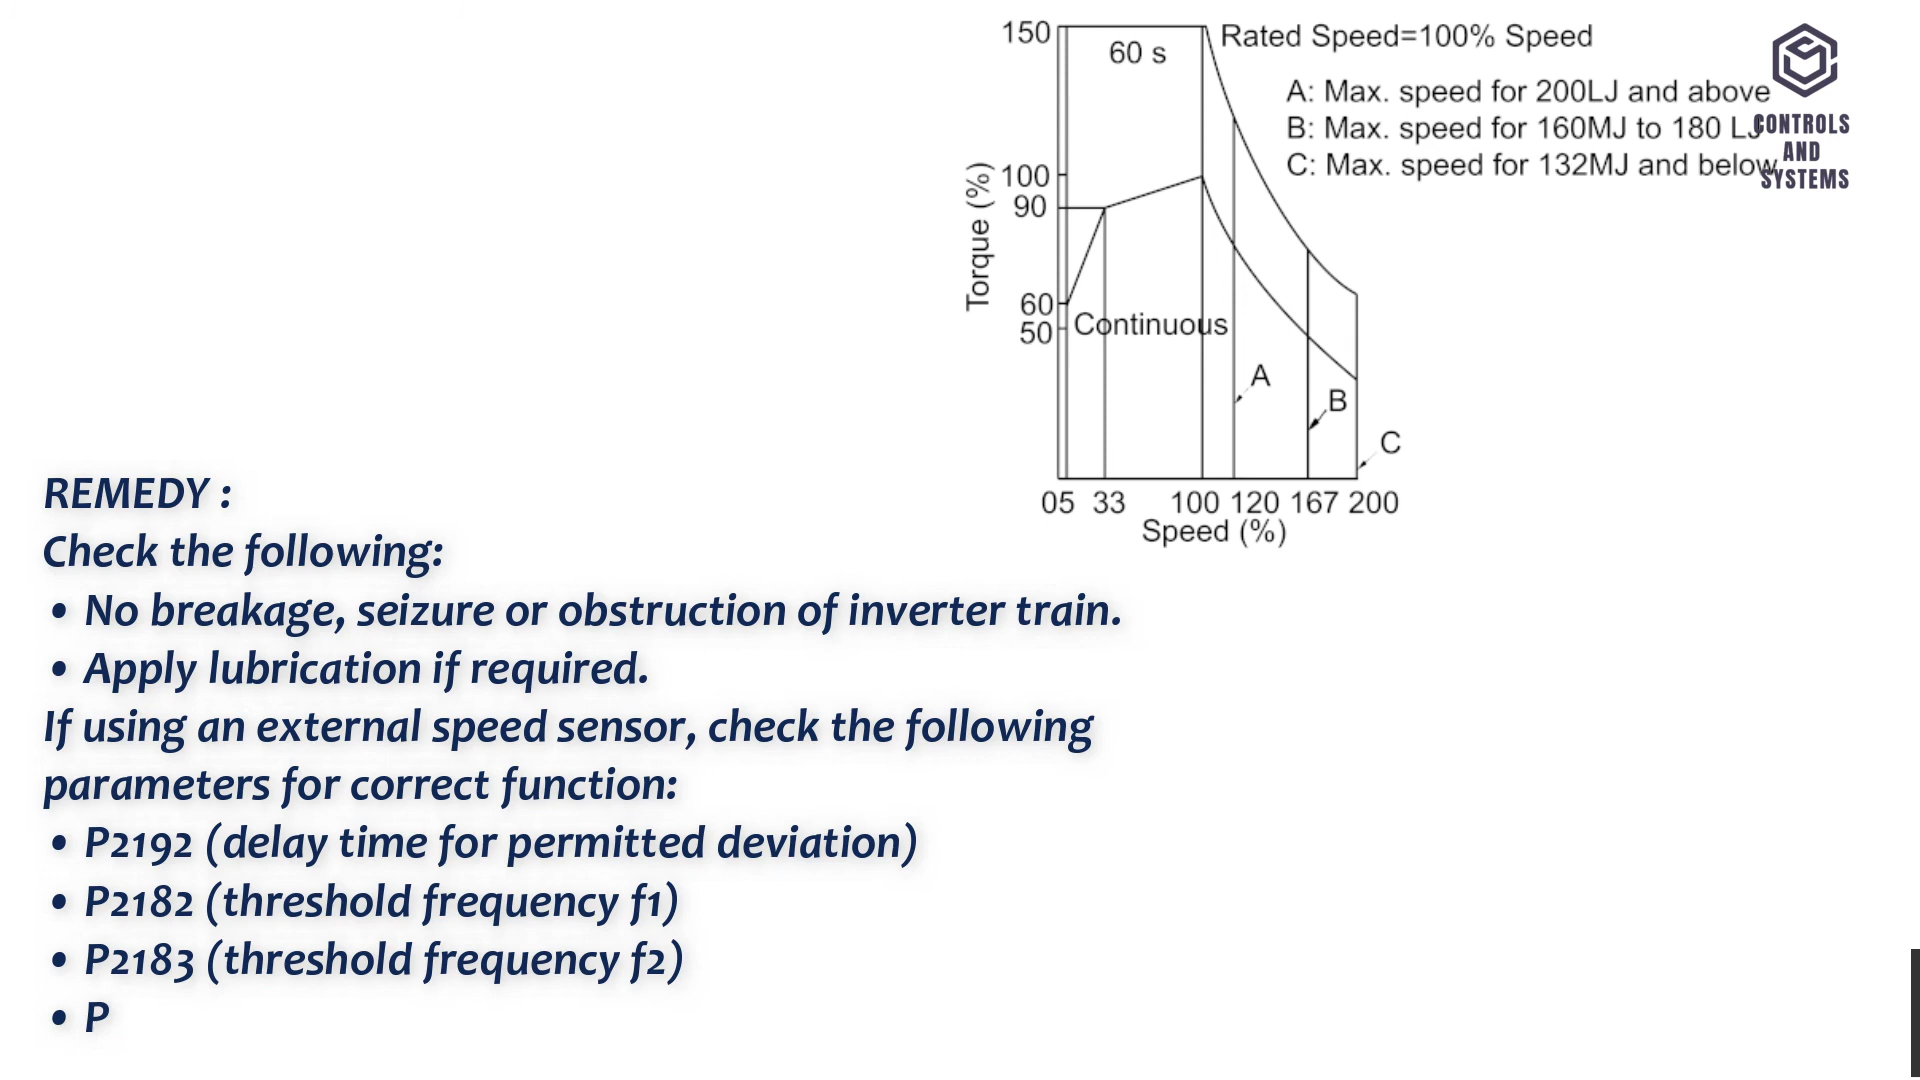 150
60 s
Rated Speed=100% Speed
A: Max. speed for 200LJ and above
B: Max. speed for 160MJ to 180 LJ
C: Max. speed for 132MJ and below
CONTROLS
AND
SYSTEMS
Torque (%)
100
90
60
50
Continuous
A
B
C
05 33 100 120 167 200
Speed (%)
REMEDY :
Check the following:
• No breakage, seizure or obstruction of inverter train.
• Apply lubrication if required.
If using an external speed sensor, check the following
parameters for correct function:
• P2192 (delay time for permitted deviation)
• P2182 (threshold frequency f1)
• P2183 (threshold frequency f2)
• P